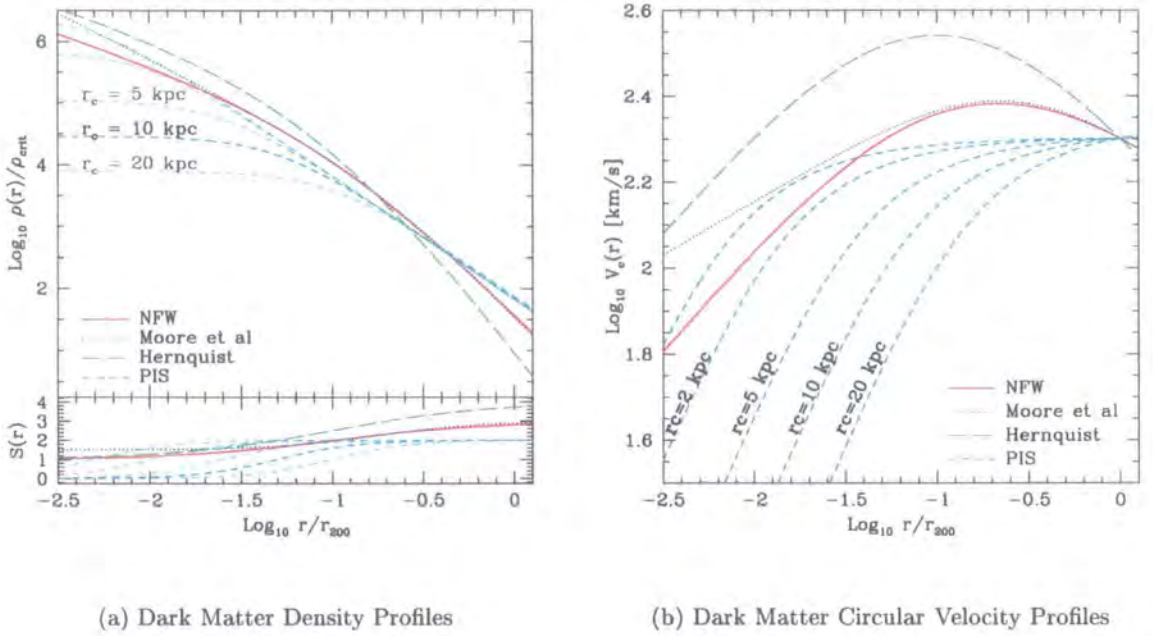 6
4
2
Log₁₀ ρ(r)/ρ_crit
r_c = 5 kpc
r_c = 10 kpc
r_c = 20 kpc
NFW
Moore et al
Hernquist
PIS
4
3
2
1
0
S(r)
-2.5 -2 -1.5 -1 -0.5 0
Log₁₀ r/r₂₀₀
2.6
2.4
2.2
2
1.8
1.6
Log₁₀ V_c(r) [km/s]
rc=2 kpc
rc=5 kpc
rc=10 kpc
rc=20 kpc
NFW
Moore et al
Hernquist
PIS
-2.5 -2 -1.5 -1 -0.5 0
Log₁₀ r/r₂₀₀
(a) Dark Matter Density Profiles
(b) Dark Matter Circular Velocity Profiles